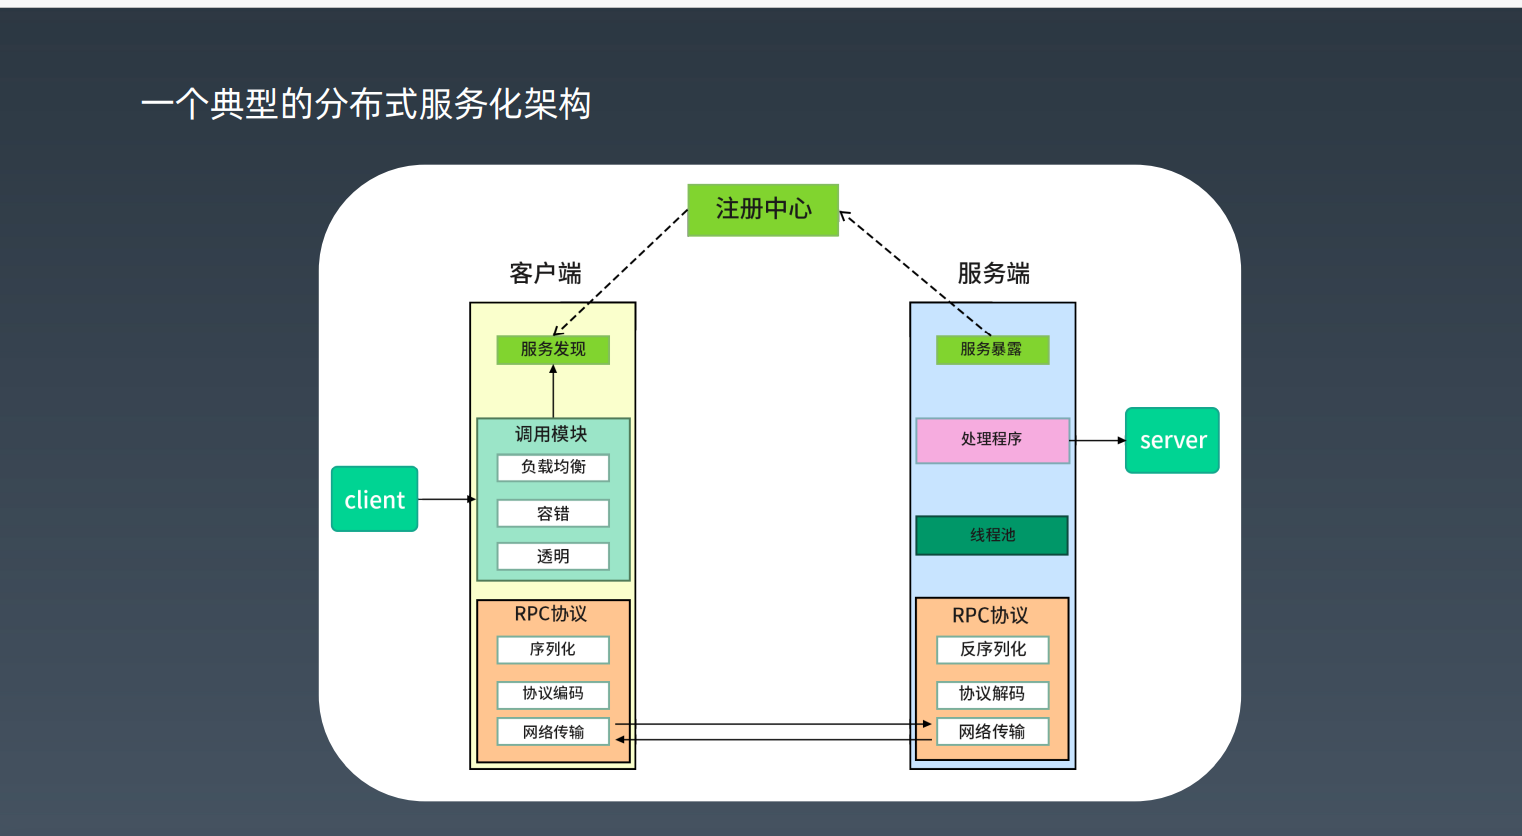 一个典型的分布式服务化架构
注册中心
客户端
服务端
服务发现
服务暴露
调用模块
处理程序
server
负载均衡
client
容错
线程池
透明
RPC协议
RPC协议
序列化
反序列化
协议编码
协议解码
网络传输
网络传输